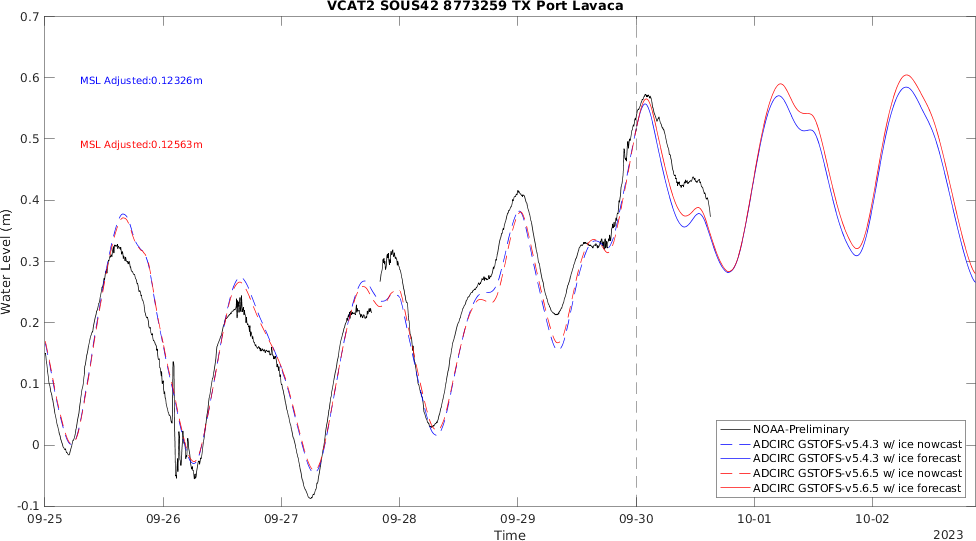 VCAT2 SOUS42 8773259 TX Port Lavaca
0.7
0.6
0.5
0.4
0.3
0.2
0.1
0
-0.1
Water Level (m)
MSL Adjusted:0.12326m
MSL Adjusted:0.12563m
NOAA-Preliminary
ADCIRC GSTOFS-v5.4.3 w/ ice nowcast
ADCIRC GSTOFS-v5.4.3 w/ ice forecast
ADCIRC GSTOFS-v5.6.5 w/ ice nowcast
ADCIRC GSTOFS-v5.6.5 w/ ice forecast
09-25 09-26 09-27 09-28 09-29 09-30 10-01 10-02
Time
2023